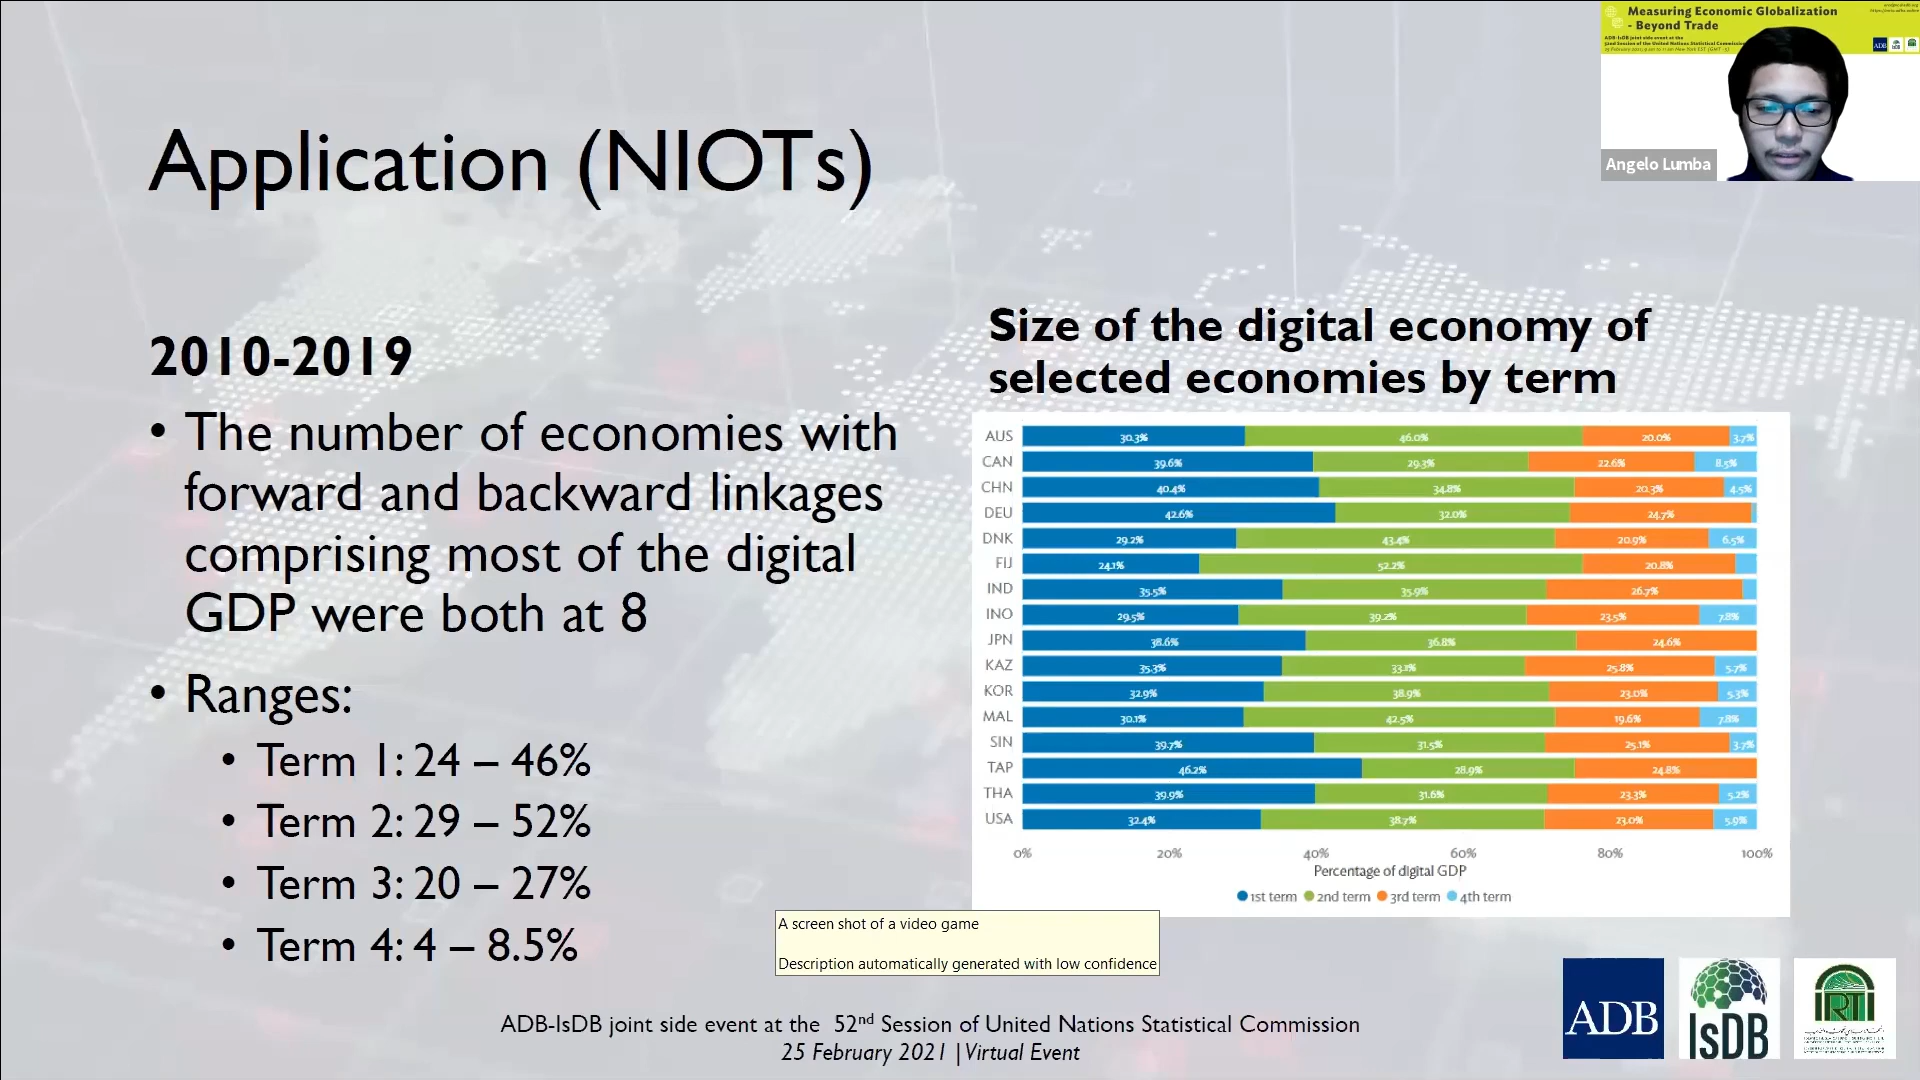 Measuring Economic Globalization
- Beyond Trade
ADB-IsDB joint side event at the
52nd Session of the United Nations Statistical Commission
Angelo Lumba
Application (NIOTs)
2010-2019
• The number of economies with
forward and backward linkages
comprising most of the digital
GDP were both at 8
• Ranges:
• Term 1: 24 – 46%
• Term 2: 29 – 52%
• Term 3: 20 – 27%
• Term 4: 4 – 8.5%
Size of the digital economy of
selected economies by term
AUS 30.3% 46.0% 20.0% 3.7%
CAN 39.6% 29.3% 22.6% 8.5%
CHN 40.4% 34.8% 20.3% 4.5%
DEU 42.6% 32.0% 24.7%
DNK 29.2% 43.4% 20.9% 6.5%
FIJ 24.1% 52.2% 20.8%
IND 35.5% 35.9% 26.7%
INO 29.5% 39.2% 23.5% 7.8%
JPN 38.6% 36.8% 24.6%
KAZ 35.3% 33.1% 25.8% 5.7%
KOR 32.9% 38.9% 23.0% 5.3%
MAL 30.1% 42.5% 19.6% 7.8%
SIN 39.7% 31.5% 25.1% 3.7%
TAP 46.2% 28.9% 24.8%
THA 39.9% 31.6% 23.3% 5.2%
USA 32.4% 38.7% 23.0% 5.9%
0% 20% 40% 60% 80% 100%
Percentage of digital GDP
1st term 2nd term 3rd term 4th term
A screen shot of a video game
Description automatically generated with low confidence
ADB-IsDB joint side event at the 52nd Session of United Nations Statistical Commission
25 February 2021 | Virtual Event
ADB
IsDB
IRTI